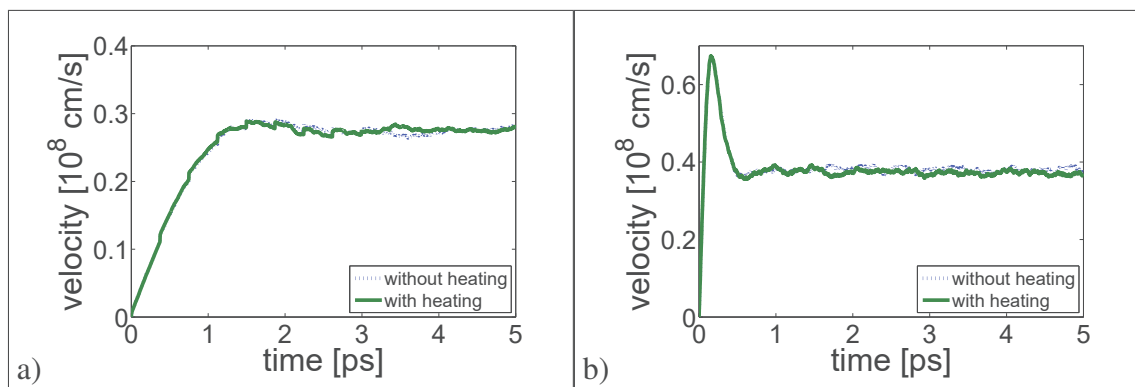 0.4
0.3
0.2
0.1
0
velocity [10^8 cm/s]
0 1 2 3 4 5
time [ps]
without heating
with heating
a)
0.6
0.4
0.2
0
velocity [10^8 cm/s]
0 1 2 3 4 5
time [ps]
without heating
with heating
b)